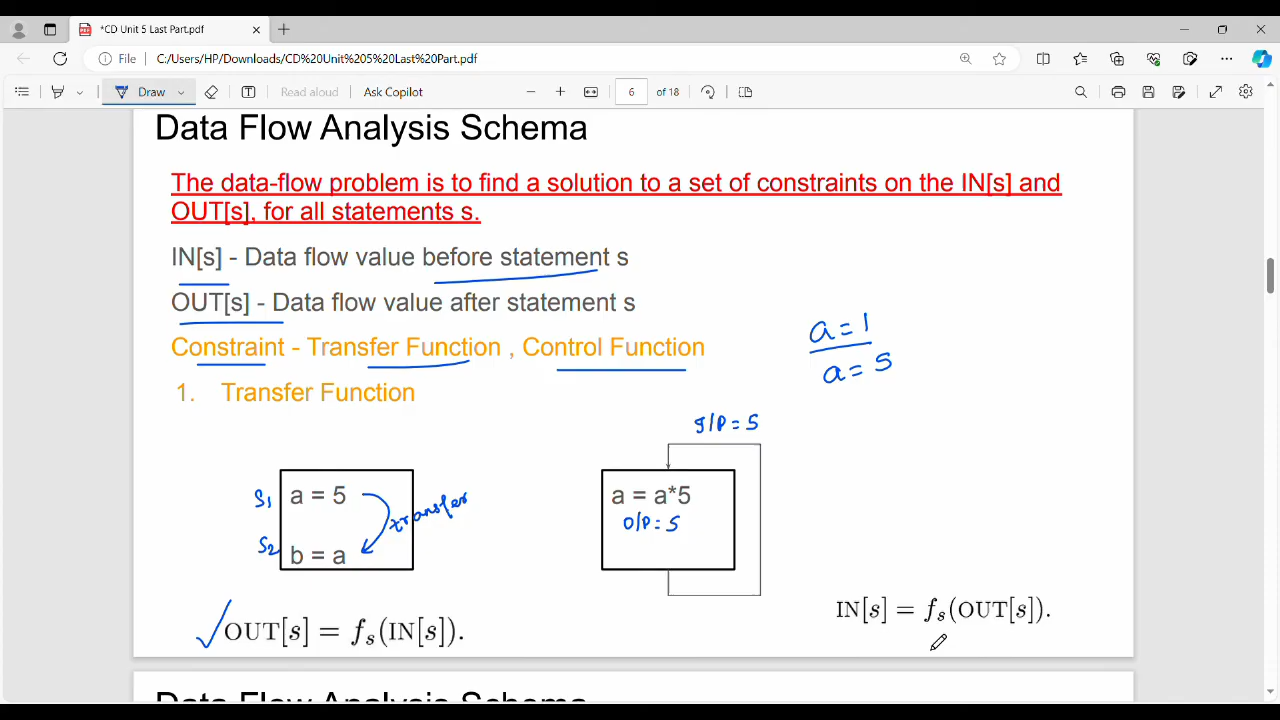 *CD Unit 5 Last Part.pdf
File C:/Users/HP/Downloads/CD%20Unit%205%20Last%20Part.pdf
Draw Read aloud Ask Copilot 6 of 18
Data Flow Analysis Schema
The data-flow problem is to find a solution to a set of constraints on the IN[s] and
OUT[s], for all statements s.
IN[s] - Data flow value before statement s
OUT[s] - Data flow value after statement s
Constraint - Transfer Function , Control Function
a = 1
a = 5
1. Transfer Function
I/P = 5
S1 a = 5
transfer
S2 b = a
a = a*5
O/P = 5
OUT[s] = fs(IN[s]).
IN[s] = fs(OUT[s]).
Data Flow Analysis Schema